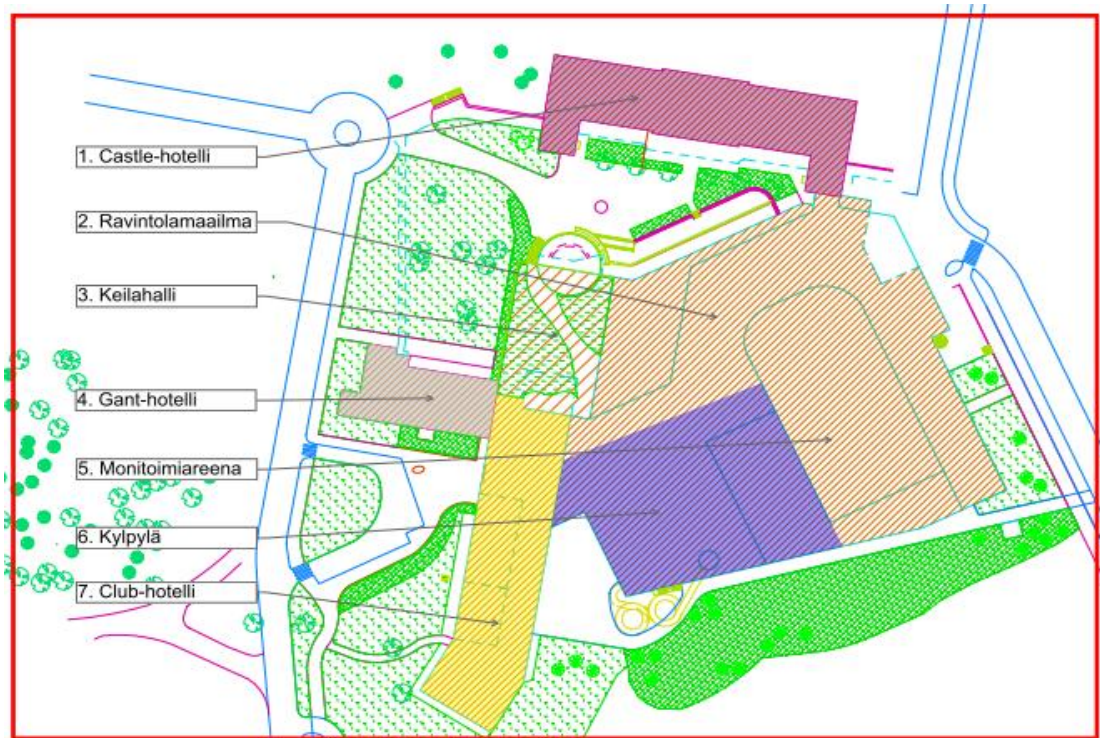 1. Castle-hotelli
2. Ravintolamaailma
3. Keilahalli
4. Gant-hotelli
5. Monitoimiareena
6. Kylpylä
7. Club-hotelli